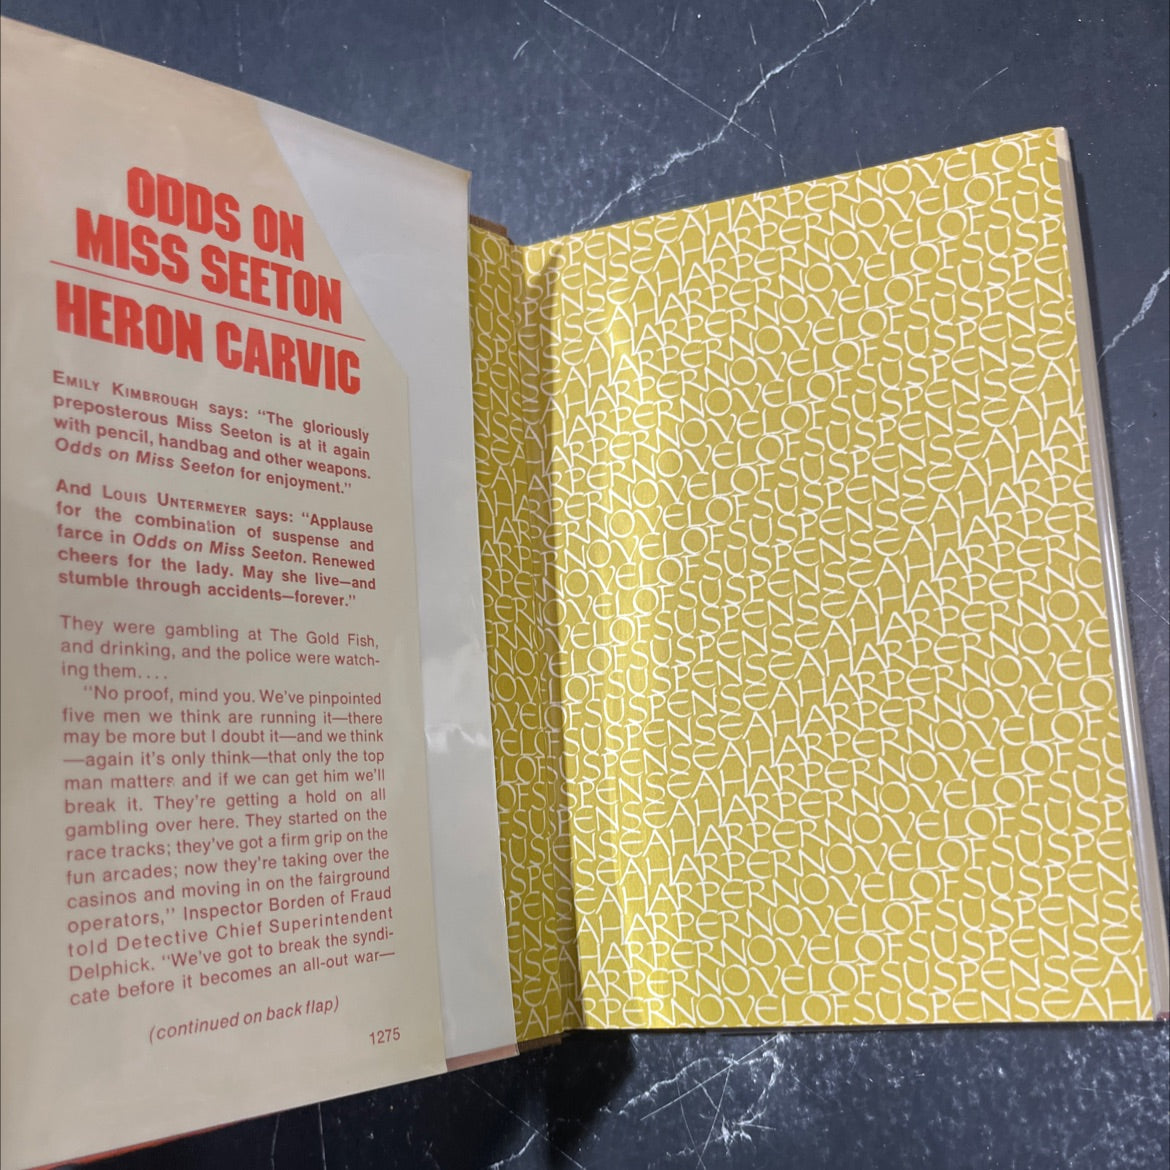 ODDS ON
MISS SEETON
HERON CARVIC
EMILY KIMBROUGH says: “The gloriously
preposterous Miss Seeton is at it again
with pencil, handbag and other weapons.
Odds on Miss Seeton for enjoyment.”
And LOUIS UNTERMEYER says: “Applause
for the combination of suspense and
farce in Odds on Miss Seeton. Renewed
cheers for the lady. May she live—and
stumble through accidents—forever.”
They were gambling at The Gold Fish,
and drinking, and the police were watch-
ing them. . . .
“No proof, mind you. We’ve pinpointed
five men we think are running it—there
may be more but I doubt it—and we think
—again it’s only think—that only the top
man matters and if we can get him we’ll
break it. They’re getting a hold on all
gambling over here. They started on the
race tracks; they’ve got a firm grip on the
fun arcades; now they’re taking over the
casinos and moving in on the fairground
operators,” Inspector Borden of Fraud
told Detective Chief Superintendent
Delphick. “We’ve got to break the syndi-
cate before it becomes an all-out war—
(continued on back flap)
1275
AHARPERNOVELOFSUSPENSE